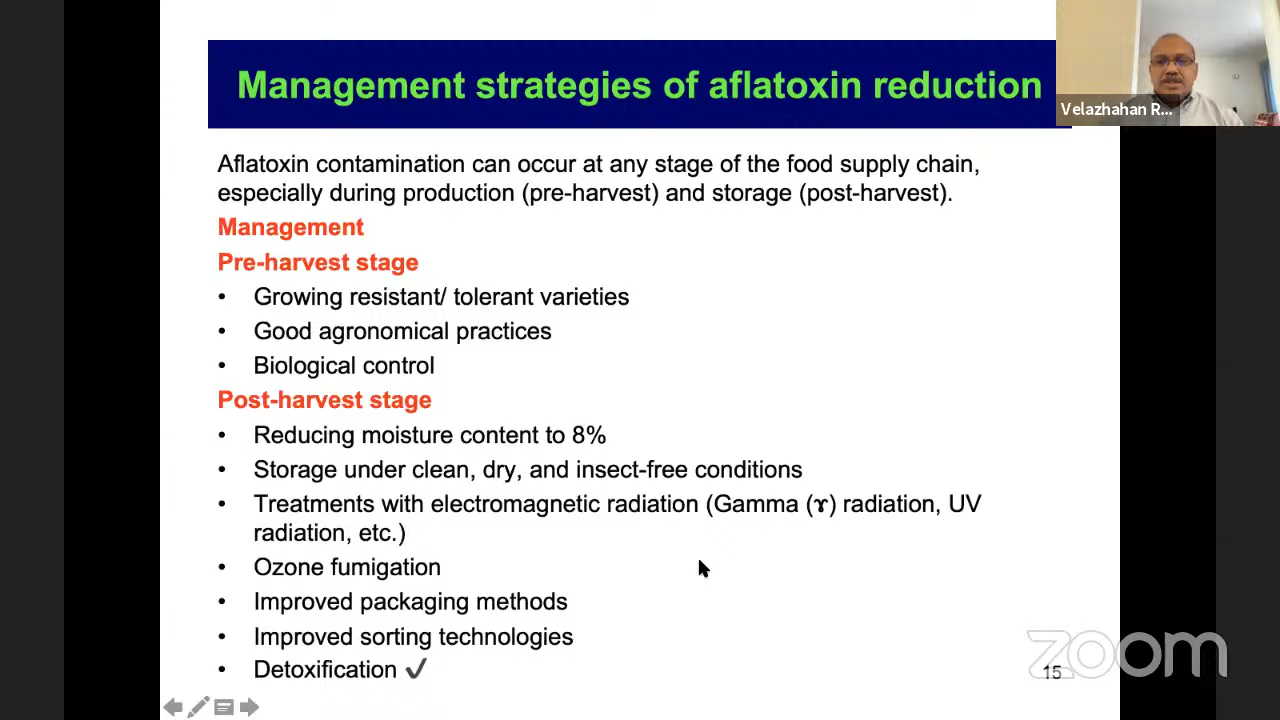 Management strategies of aflatoxin reduction
Velazhahan R...
Aflatoxin contamination can occur at any stage of the food supply chain,
especially during production (pre-harvest) and storage (post-harvest).
Management
Pre-harvest stage
• Growing resistant/ tolerant varieties
• Good agronomical practices
• Biological control
Post-harvest stage
• Reducing moisture content to 8%
• Storage under clean, dry, and insect-free conditions
• Treatments with electromagnetic radiation (Gamma (ɤ) radiation, UV
radiation, etc.)
• Ozone fumigation
• Improved packaging methods
• Improved sorting technologies
• Detoxification ✓
zoom
15